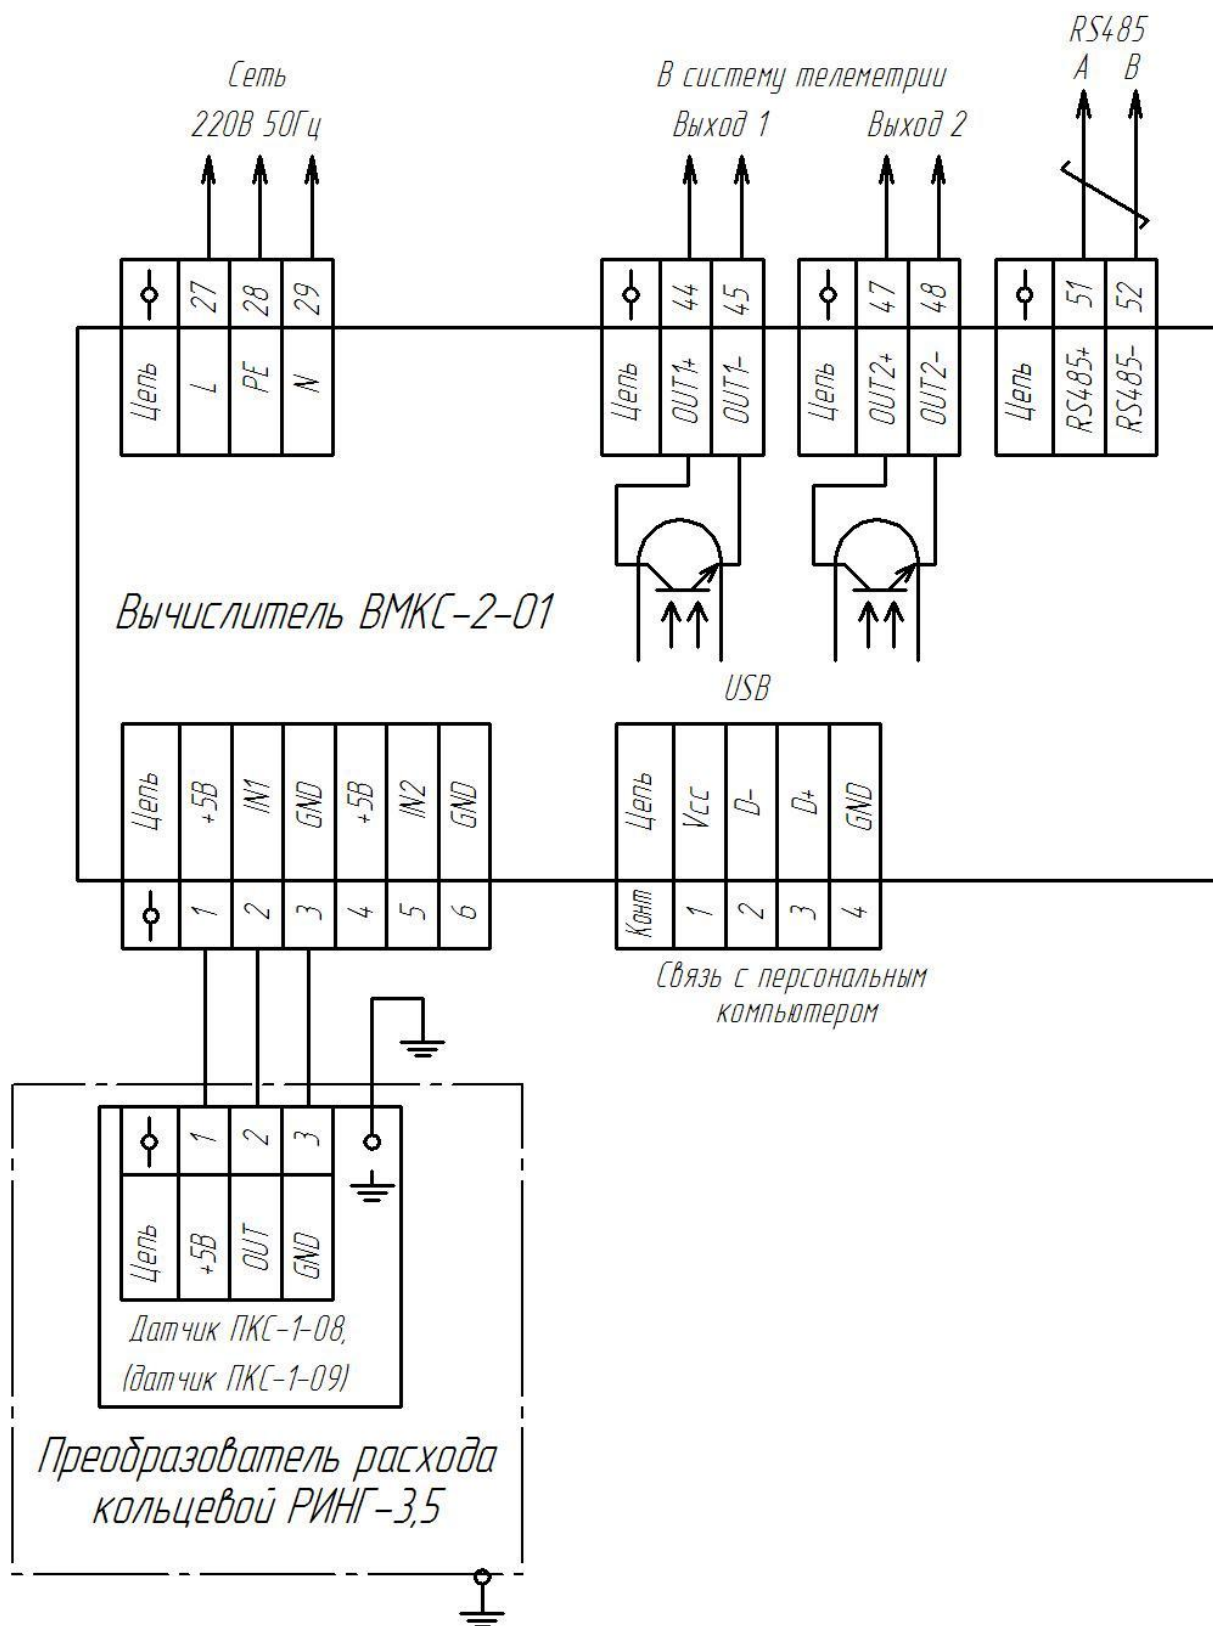 RS485
A B
Сеть
220В 50Гц
В систему телеметрии
Выход 1 Выход 2
27 28 29
Цепь L PE N
44 45
Цепь OUT1+ OUT1-
47 48
Цепь OUT2+ OUT2-
51 52
Цепь RS485+ RS485-
Вычислитель ВМКС-2-01
USB
Цепь +5В IN1 GND +5В IN2 GND
1 2 3 4 5 6
Цепь Vcc D- D+ GND
Конт 1 2 3 4
Связь с персональным
компьютером
1 2 3
Цепь +5В OUT GND
Датчик ПКС-1-08,
(датчик ПКС-1-09)
Преобразователь расхода
кольцевой РИНГ-3,5